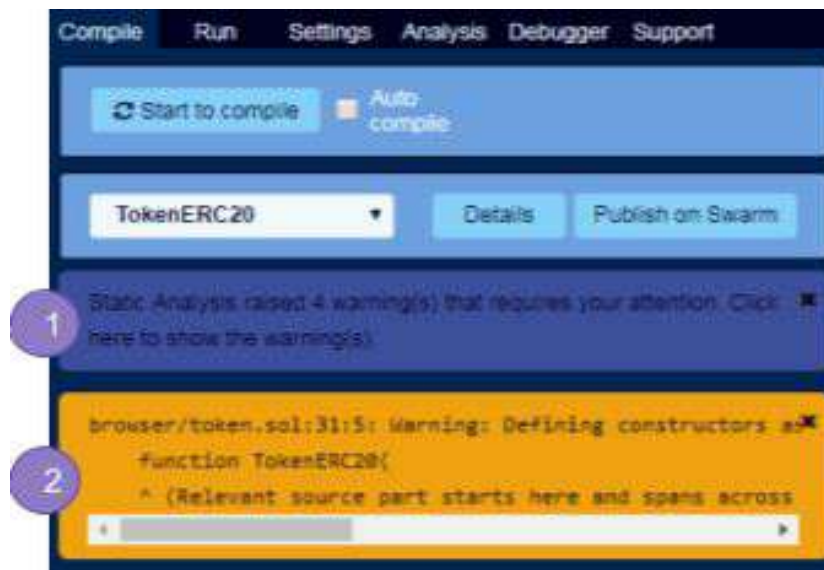 Compile Run Settings Analysis Debugger Support
Start to compile
Auto
compile
TokenERC20 Details Publish on Swarm
1
Static Analysis raised 4 warning(s) that requires your attention. Click
here to show the warning(s).
browser/token.sol:31:5: Warning: Defining constructors as
function TokenERC20(
2
^ (Relevant source part starts here and spans across